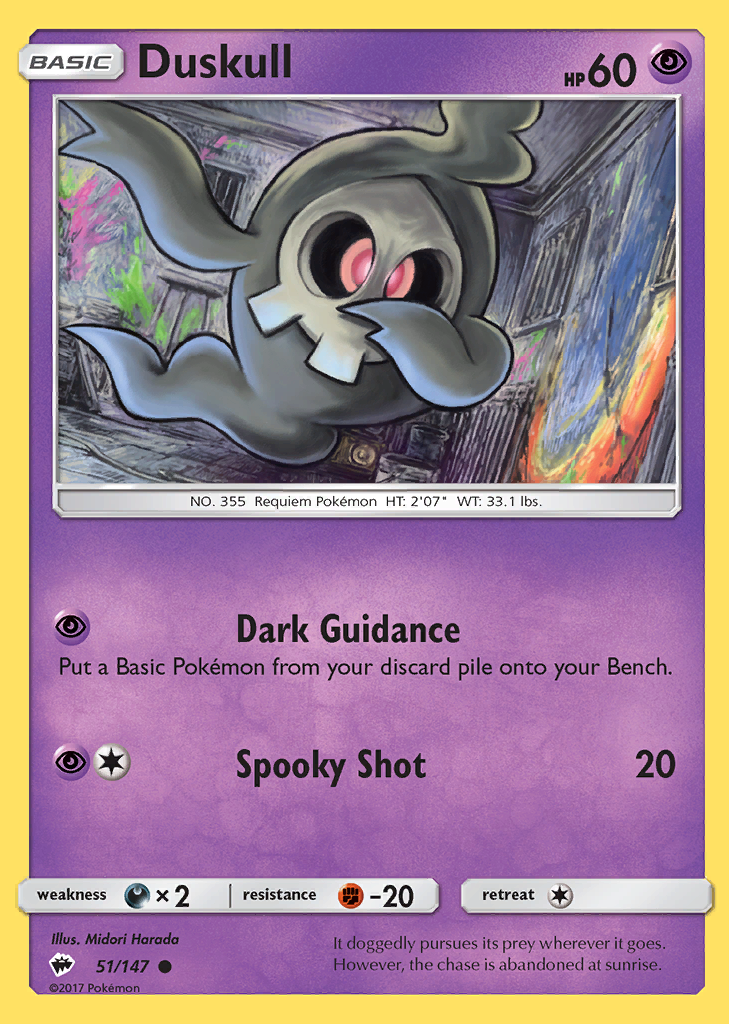 BASIC Duskull HP 60
NO. 355 Requiem Pokémon HT: 2'07" WT: 33.1 lbs.
Dark Guidance
Put a Basic Pokémon from your discard pile onto your Bench.
Spooky Shot 20
weakness × 2 resistance -20 retreat
Illus. Midori Harada
51/147
©2017 Pokémon
It doggedly pursues its prey wherever it goes.
However, the chase is abandoned at sunrise.